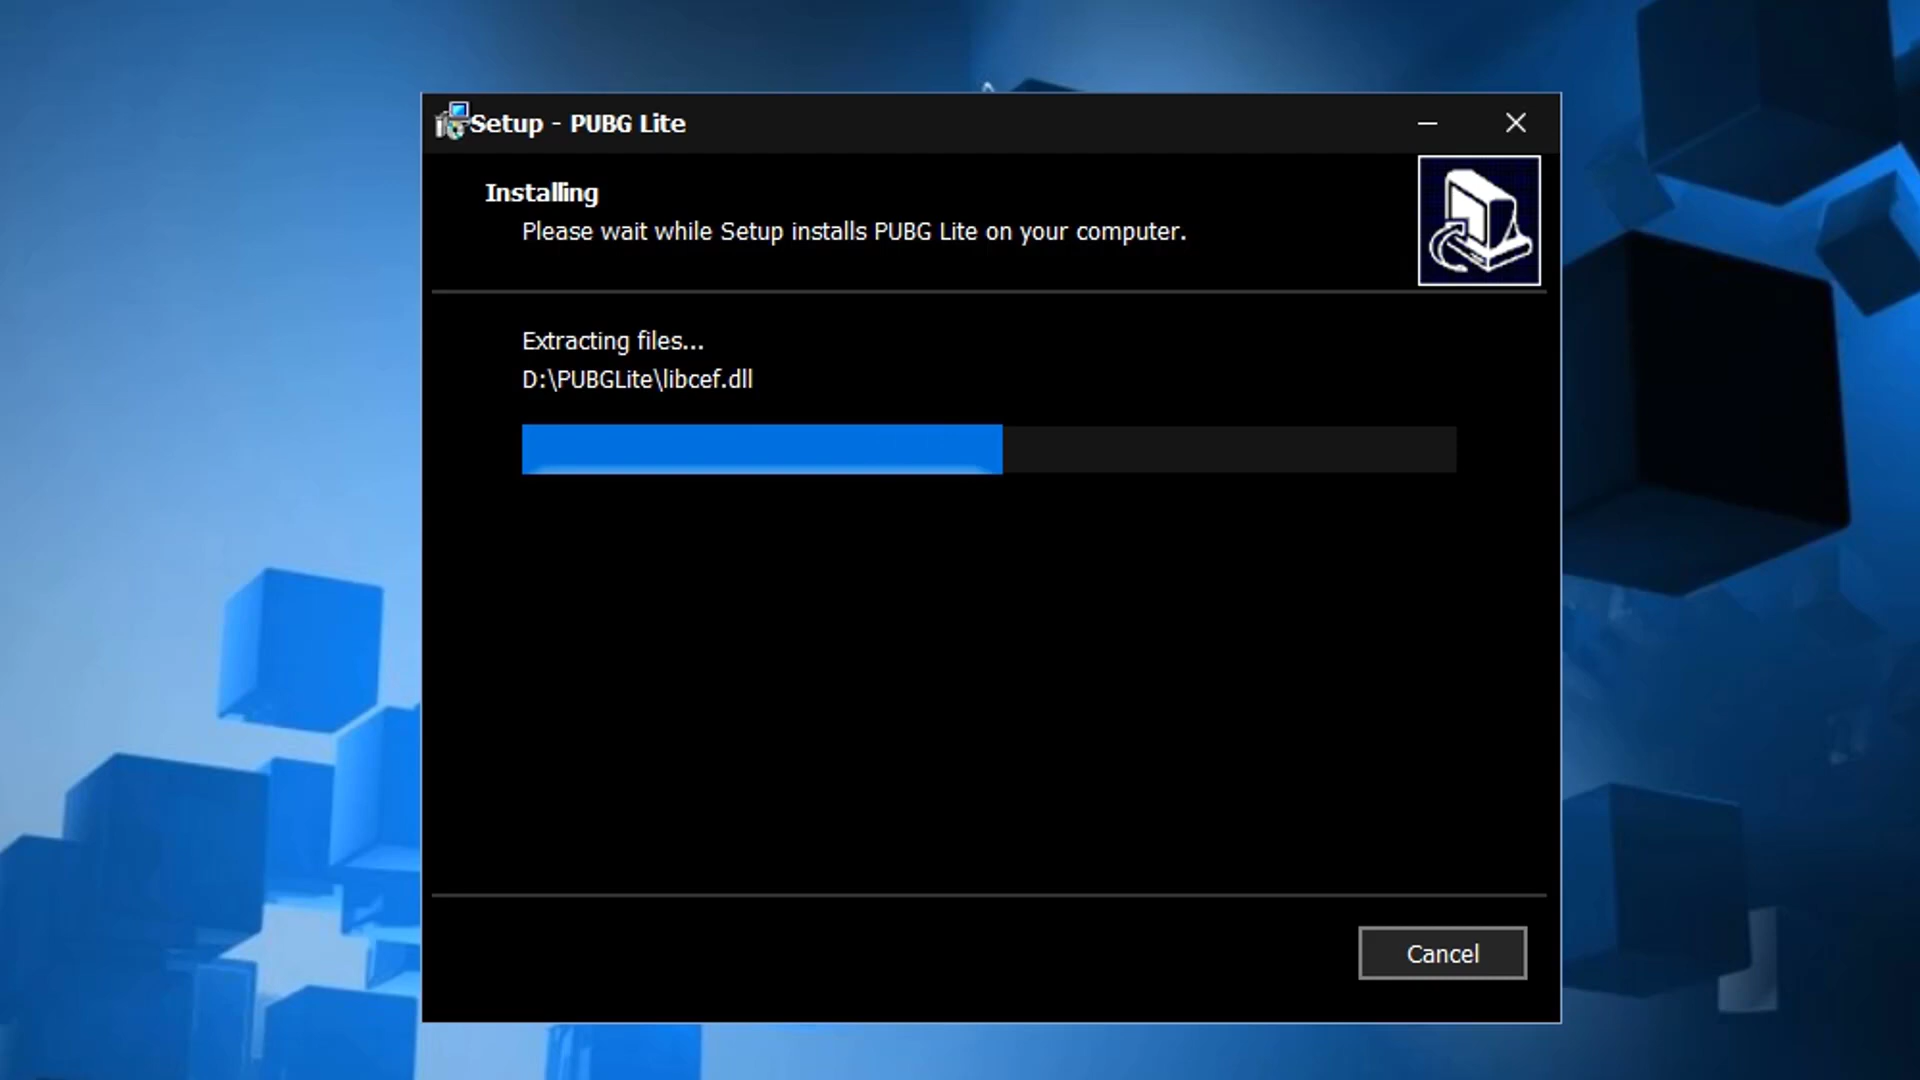 Setup - PUBG Lite
Installing
Please wait while Setup installs PUBG Lite on your computer.
Extracting files...
D:\PUBGLite\libcef.dll
Cancel